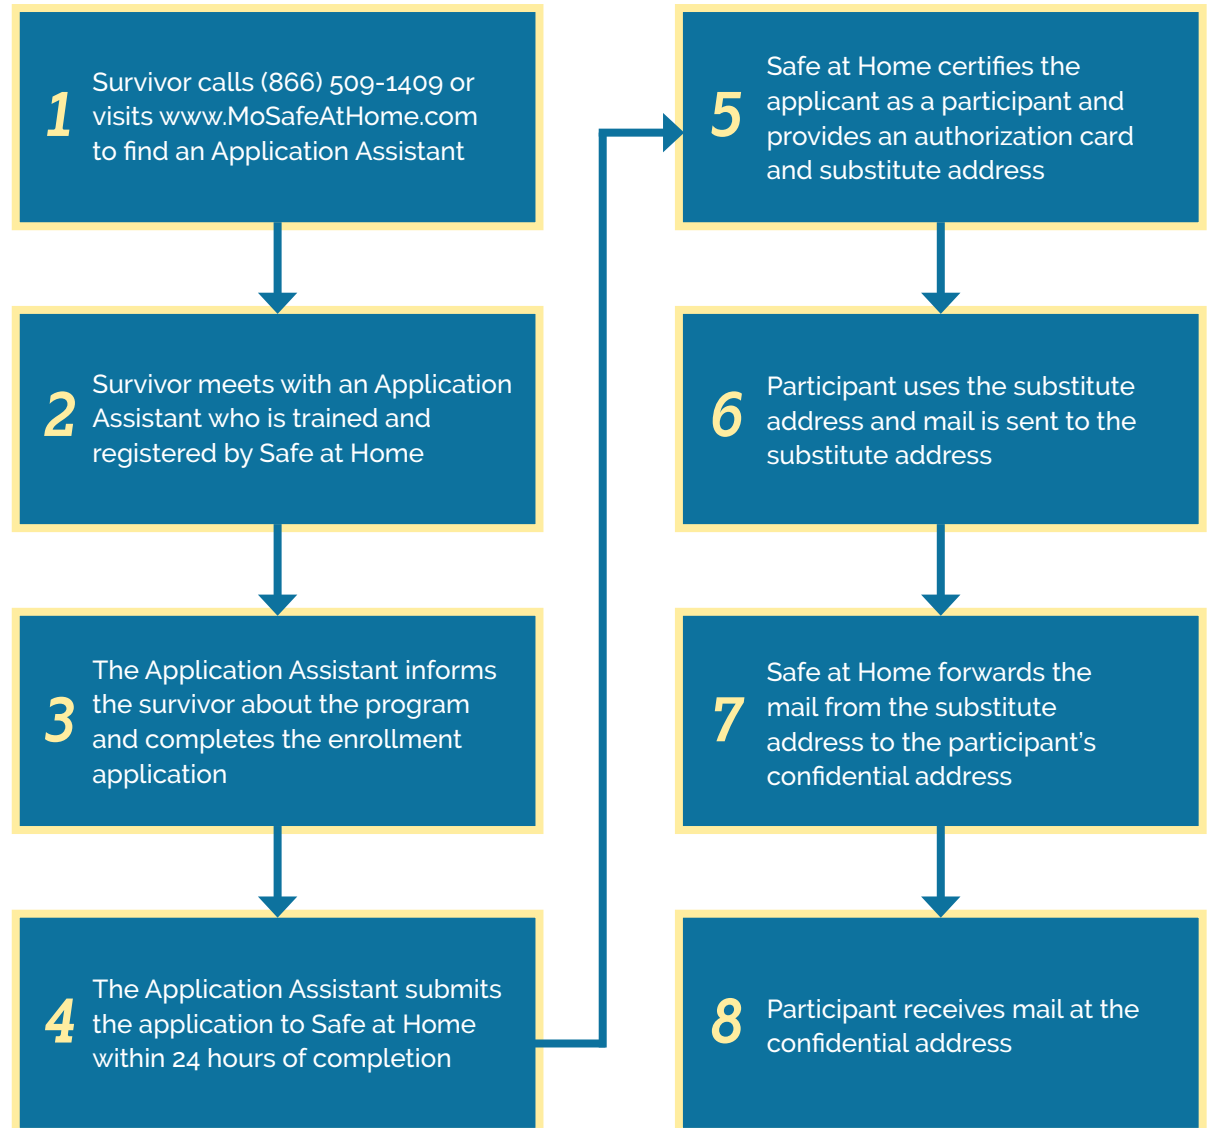 1
Survivor calls (866) 509-1409 or
visits www.MoSafeAtHome.com
to find an Application Assistant
2
Survivor meets with an Application
Assistant who is trained and
registered by Safe at Home
3
The Application Assistant informs
the survivor about the program
and completes the enrollment
application
4
The Application Assistant submits
the application to Safe at Home
within 24 hours of completion
5
Safe at Home certifies the
applicant as a participant and
provides an authorization card
and substitute address
6
Participant uses the substitute
address and mail is sent to the
substitute address
7
Safe at Home forwards the
mail from the substitute
address to the participant's
confidential address
8
Participant receives mail at the
confidential address